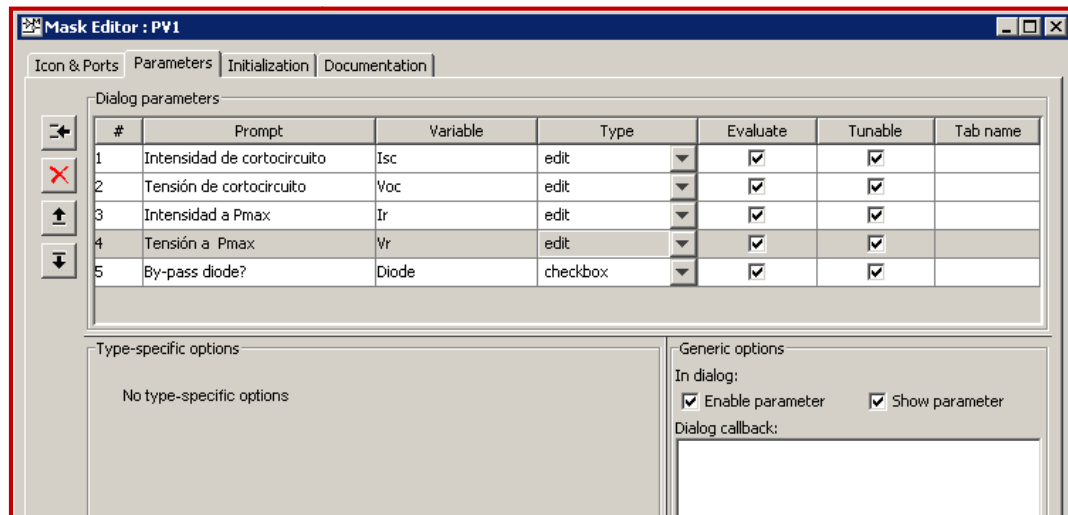 Mask Editor : PV1
Icon & Ports Parameters Initialization Documentation
Dialog parameters
# Prompt Variable Type Evaluate Tunable Tab name
1 Intensidad de cortocircuito Isc edit
2 Tensión de cortocircuito Voc edit
3 Intensidad a Pmax Ir edit
4 Tensión a Pmax Vr edit
5 By-pass diode? Diode checkbox
Type-specific options
No type-specific options
Generic options
In dialog:
Enable parameter Show parameter
Dialog callback: